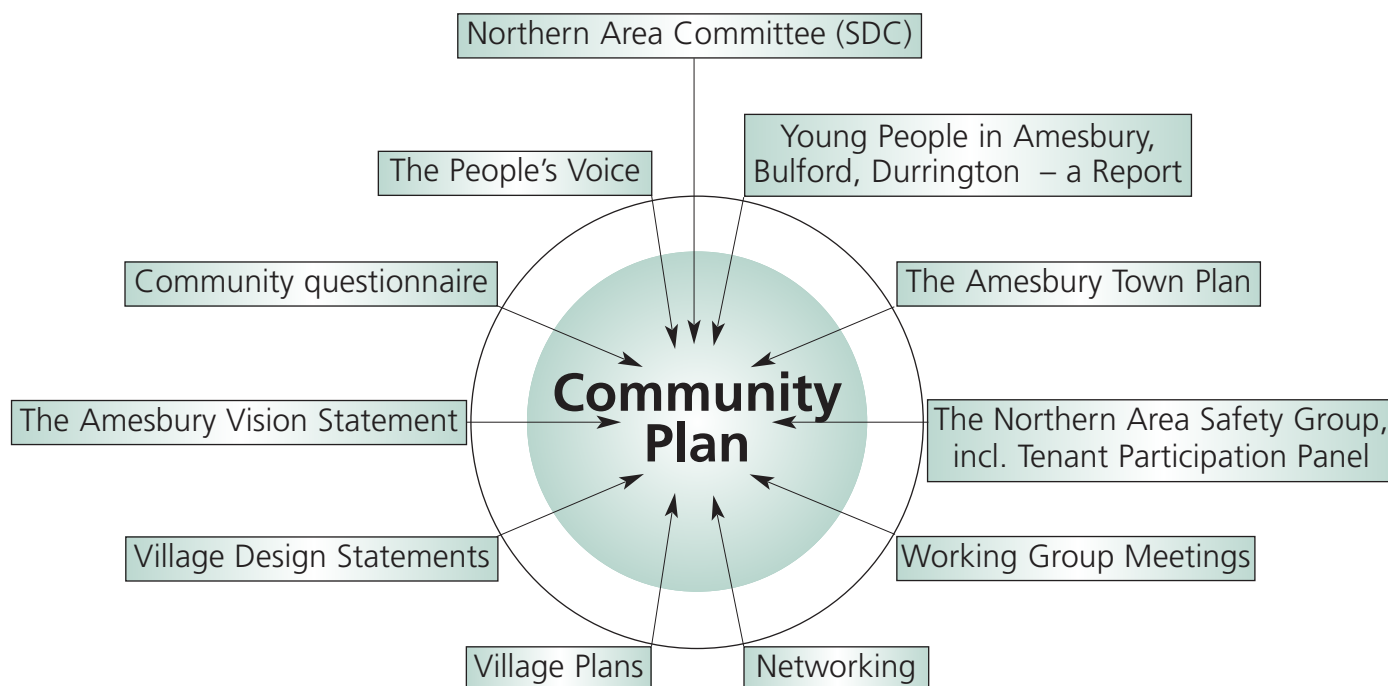 Northern Area Committee (SDC)
Young People in Amesbury,
Bulford, Durrington – a Report
The People’s Voice
Community questionnaire
The Amesbury Town Plan
Community
Plan
The Amesbury Vision Statement
The Northern Area Safety Group,
incl. Tenant Participation Panel
Village Design Statements
Working Group Meetings
Village Plans
Networking